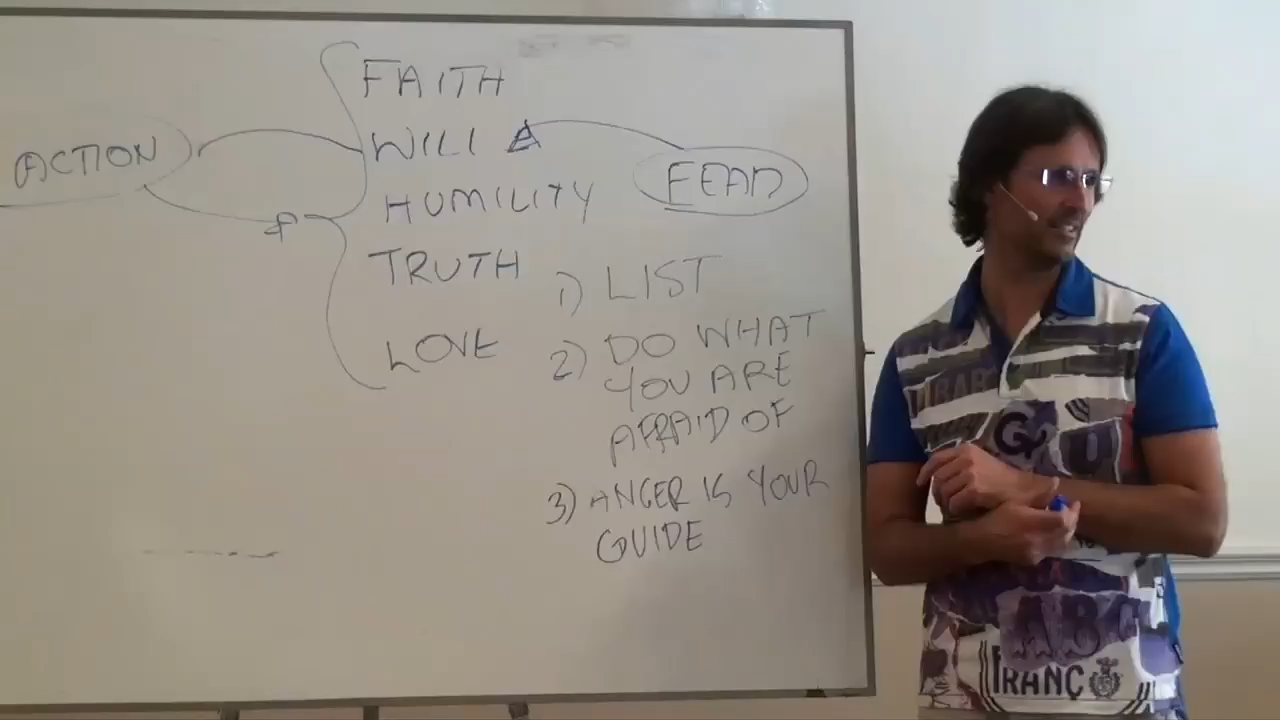 FAITH
ACTION
WILL
FEAR
HUMILITY
TRUTH
LOVE
1) LIST
2) DO WHAT
YOU ARE
AFRAID OF
3) ANGER IS YOUR
GUIDE
FRANÇ